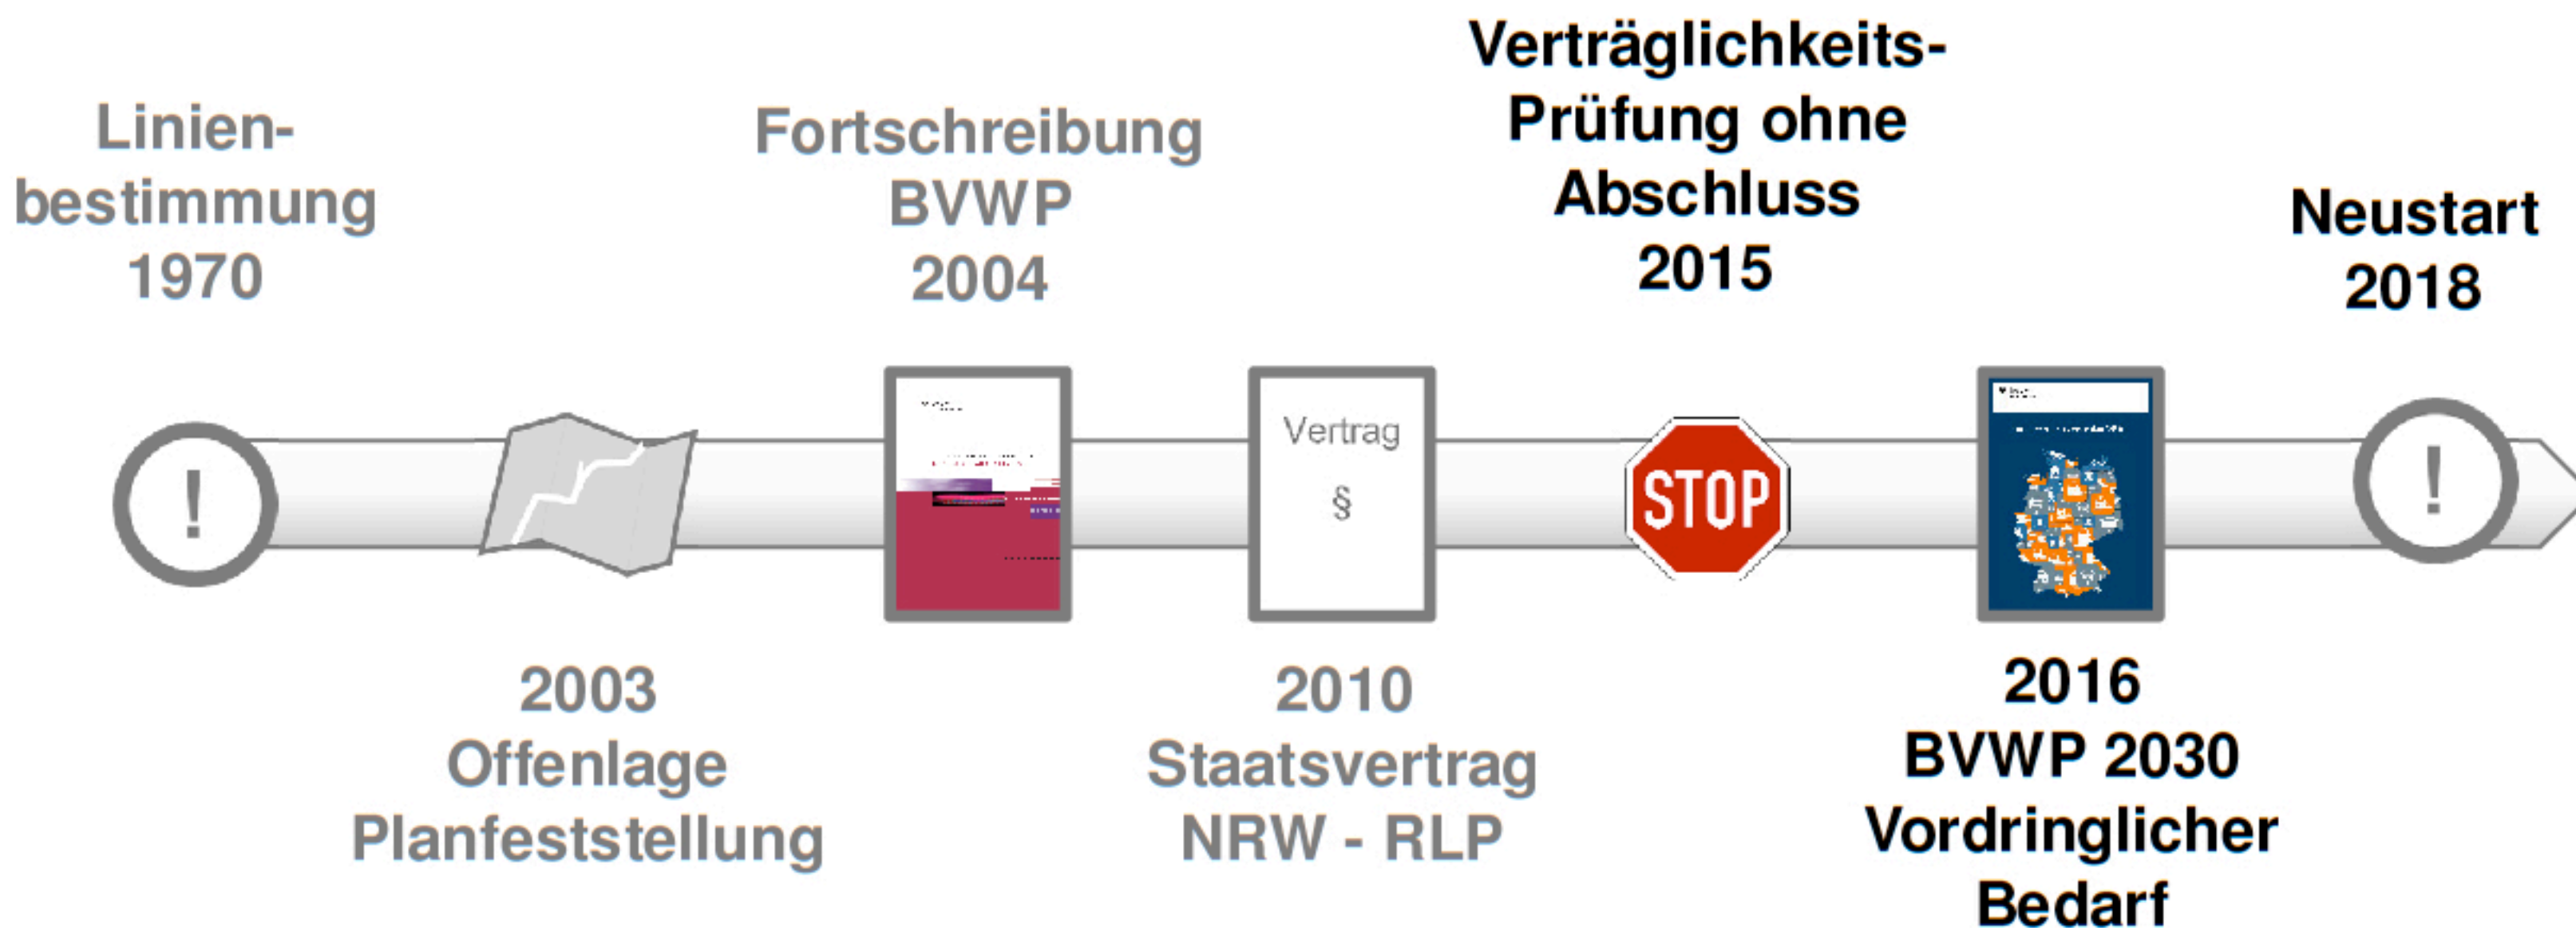 Linien-
bestimmung
1970
!
2003
Offenlage
Planfeststellung
Fortschreibung
BVWP
2004
Vertrag
§
2010
Staatsvertrag
NRW - RLP
Verträglichkeits-
Prüfung ohne
Abschluss
2015
STOP
2016
BVWP 2030
Vordringlicher
Bedarf
Neustart
2018
!